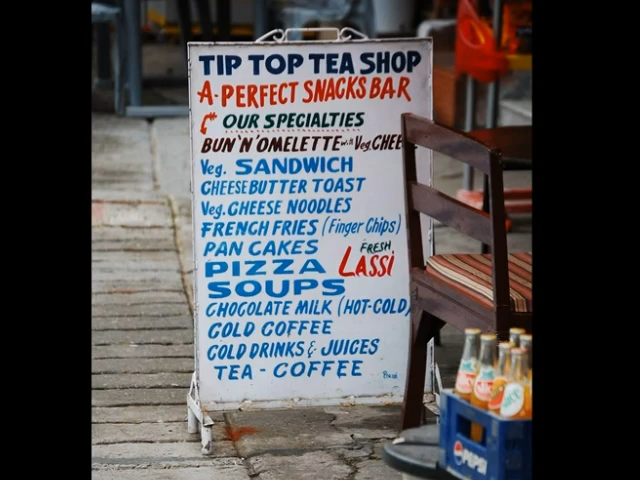 TIP TOP TEA SHOP
A-PERFECT SNACKS BAR
OUR SPECIALTIES
BUN'N'OMELETTE with Veg. CHEE
Veg. SANDWICH
CHEESE BUTTER TOAST
Veg. CHEESE NOODLES
FRENCH FRIES (Finger Chips)
PAN CAKES
FRESH
PIZZA LASSI
SOUPS
CHOCOLATE MILK (HOT-COLD)
COLD COFFEE
COLD DRINKS & JUICES
TEA - COFFEE
PEPSI